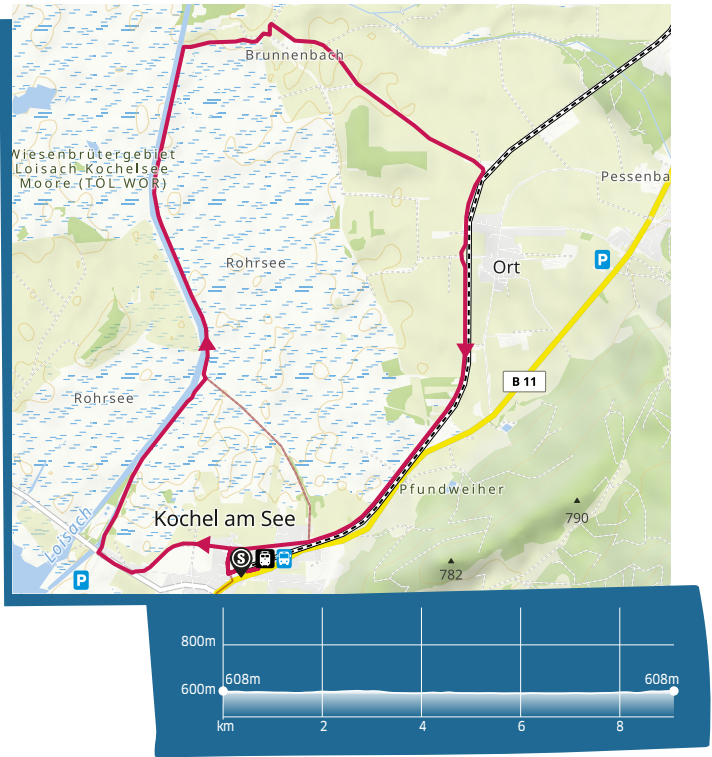 Brunnenbach
Wiesenbrütergebiet
Loisach Kochelsee
Moore (TÖL WOR)
Pessenba
Rohrsee
P
Ort
B 11
Rohrsee
Pfundweiher
790
Kochel am See
Loisach
S
782
P
800m
608m
608m
600m
km
2
4
6
8